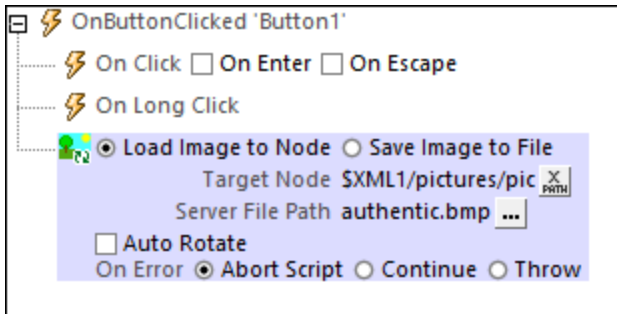 OnButtonClicked 'Button1'
On Click On Enter On Escape
On Long Click
Load Image to Node Save Image to File
Target Node $XML1/pictures/pic X PATH
Server File Path authentic.bmp ...
Auto Rotate
On Error Abort Script Continue Throw